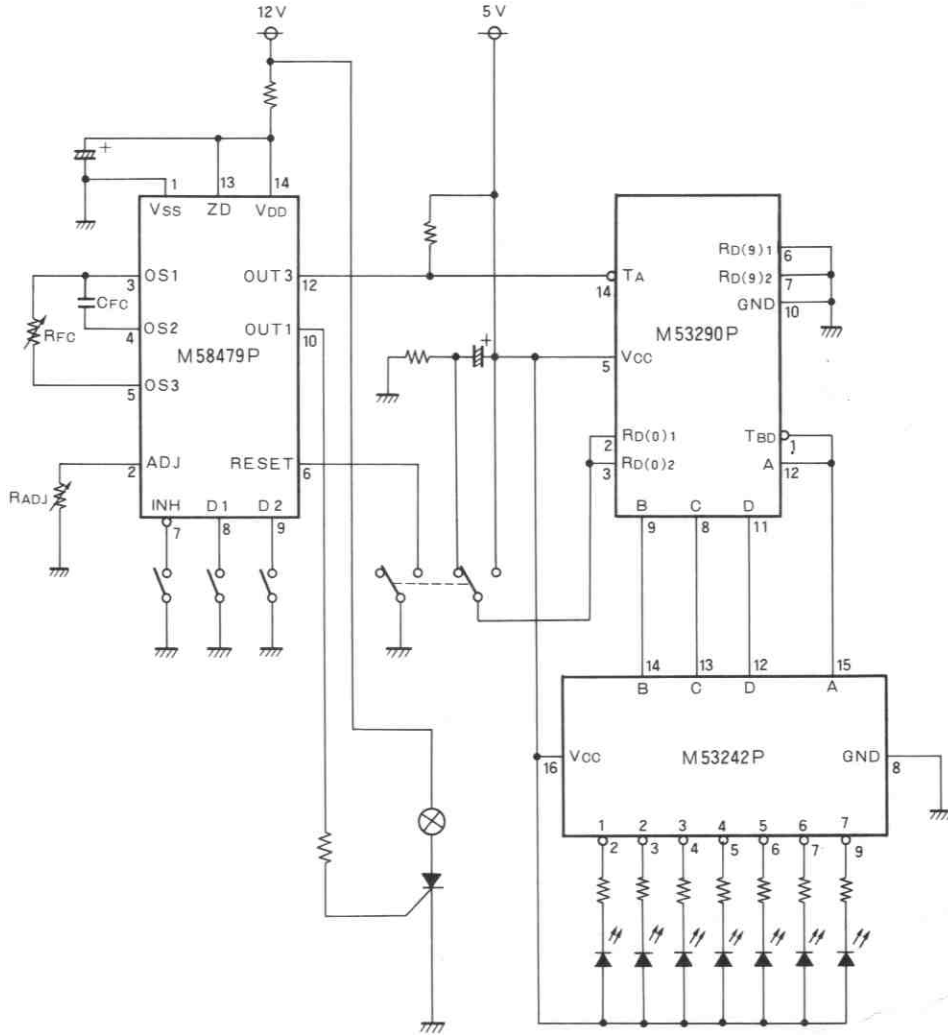 12V
5V
+
1
13
14
VSS
ZD
VDD
OS1
3
CFC
OS2
4
RFC
M58479P
OS3
5
ADJ
2
RADJ
INH
7
D1
8
D2
9
OUT3
12
OUT1
10
RESET
6
+
TA
14
RD(9)1
6
RD(9)2
7
GND
10
M53290P
VCC
5
RD(0)1
2
RD(0)2
3
TBD
1
A
12
B
9
C
8
D
11
14
13
12
15
B
C
D
A
VCC
16
M53242P
GND
8
1
2
3
4
5
6
7
2
3
4
5
6
7
9